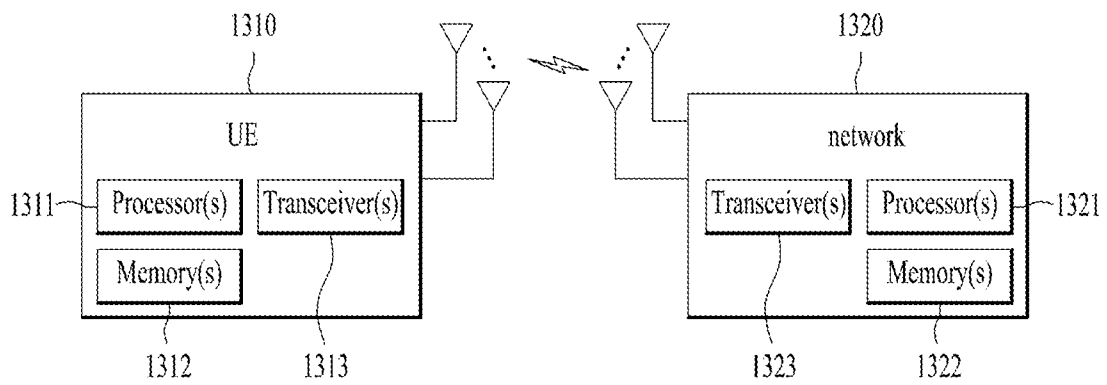 1310
1320
UE
network
1311
Processor(s)
Transceiver(s)
Transceiver(s)
Processor(s)
1321
Memory(s)
Memory(s)
1312
1313
1323
1322